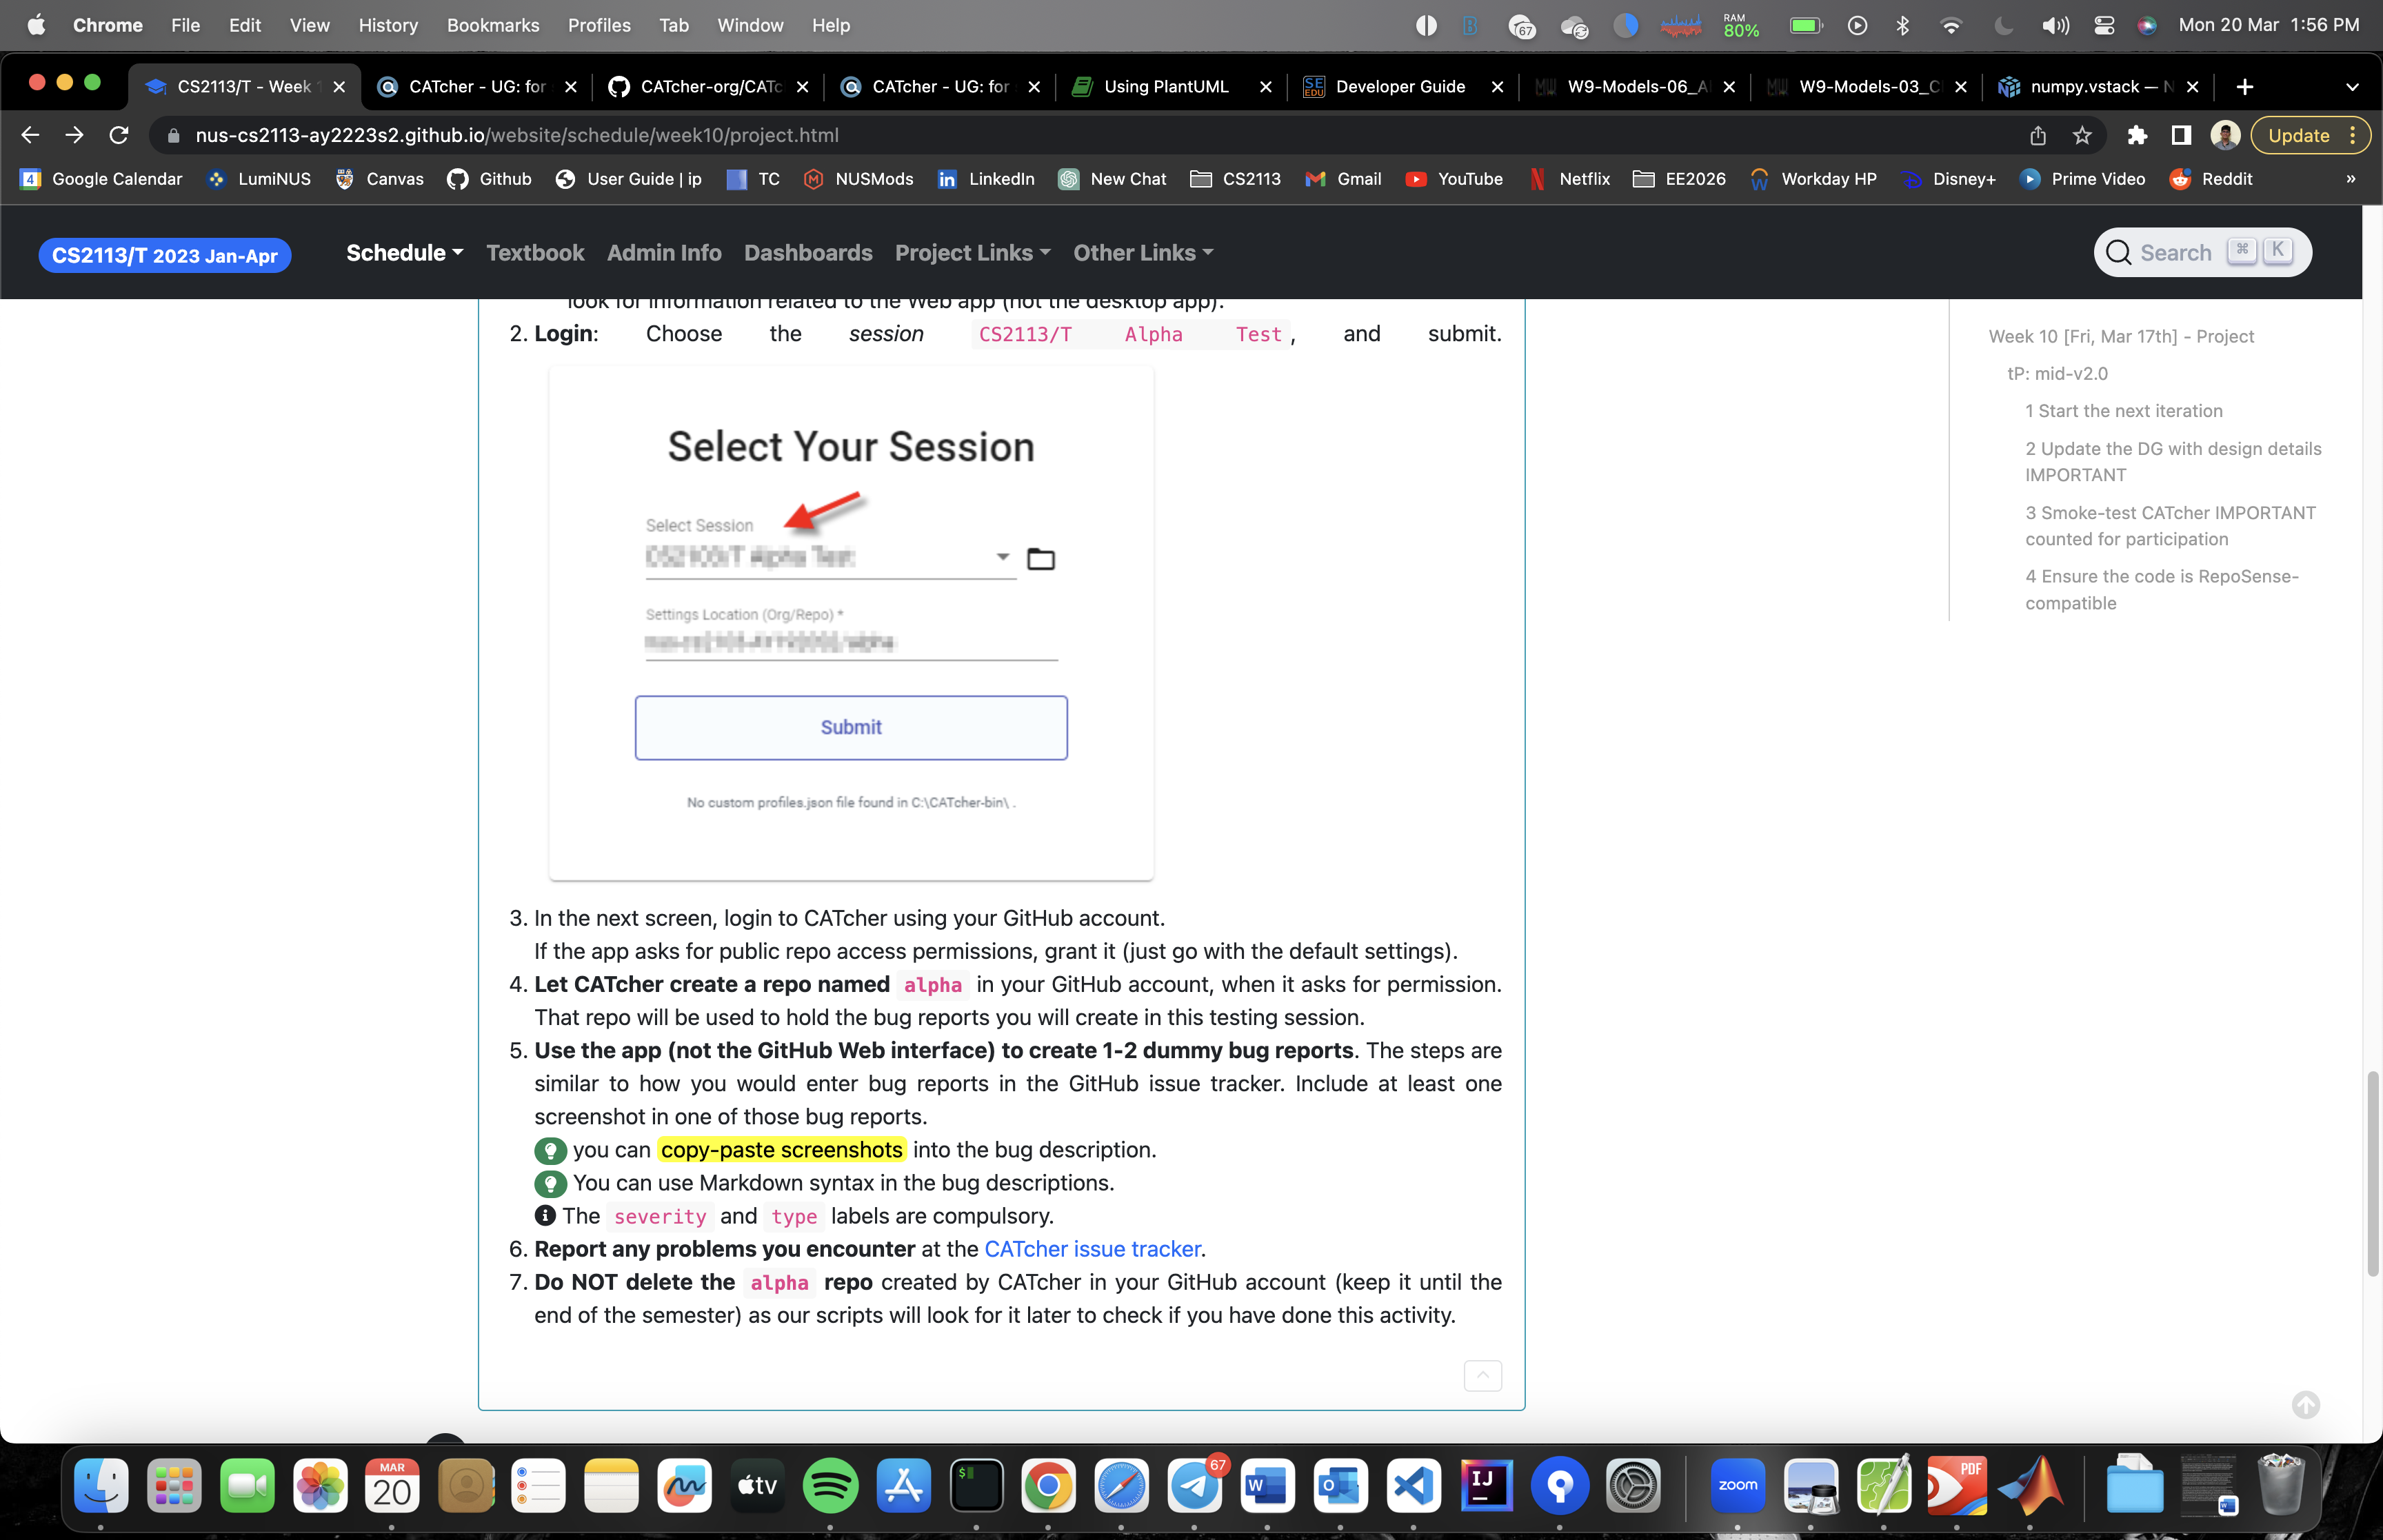 Chrome File Edit View History Bookmarks Profiles Tab Window Help 67 RAM 80% Mon 20 Mar 1:56 PM
CS2113/T - Week CATcher - UG: for CATcher-org/CATc CATcher - UG: for Using PlantUML SE EDU Developer Guide W9-Models-06_A W9-Models-03_C numpy.vstack — N
nus-cs2113-ay2223s2.github.io/website/schedule/week10/project.html Update
4 Google Calendar LumiNUS Canvas Github User Guide | ip TC NUSMods LinkedIn New Chat CS2113 Gmail YouTube Netflix EE2026 Workday HP Disney+ Prime Video Reddit »
CS2113/T 2023 Jan-Apr Schedule Textbook Admin Info Dashboards Project Links Other Links Search ⌘ K
look for information related to the Web app (not the desktop app).
2. Login: Choose the session CS2113/T Alpha Test, and submit.
Select Your Session
Select Session
Settings Location (Org/Repo) *
Submit
No custom profiles.json file found in C:\CATcher-bin\ .
3. In the next screen, login to CATcher using your GitHub account.
If the app asks for public repo access permissions, grant it (just go with the default settings).
4. Let CATcher create a repo named alpha in your GitHub account, when it asks for permission.
That repo will be used to hold the bug reports you will create in this testing session.
5. Use the app (not the GitHub Web interface) to create 1-2 dummy bug reports. The steps are
similar to how you would enter bug reports in the GitHub issue tracker. Include at least one
screenshot in one of those bug reports.
you can copy-paste screenshots into the bug description.
You can use Markdown syntax in the bug descriptions.
The severity and type labels are compulsory.
6. Report any problems you encounter at the CATcher issue tracker.
7. Do NOT delete the alpha repo created by CATcher in your GitHub account (keep it until the
end of the semester) as our scripts will look for it later to check if you have done this activity.
Week 10 [Fri, Mar 17th] - Project
tP: mid-v2.0
1 Start the next iteration
2 Update the DG with design details
IMPORTANT
3 Smoke-test CATcher IMPORTANT
counted for participation
4 Ensure the code is RepoSense-
compatible
MAR
20
tv
67
zoom
PDF